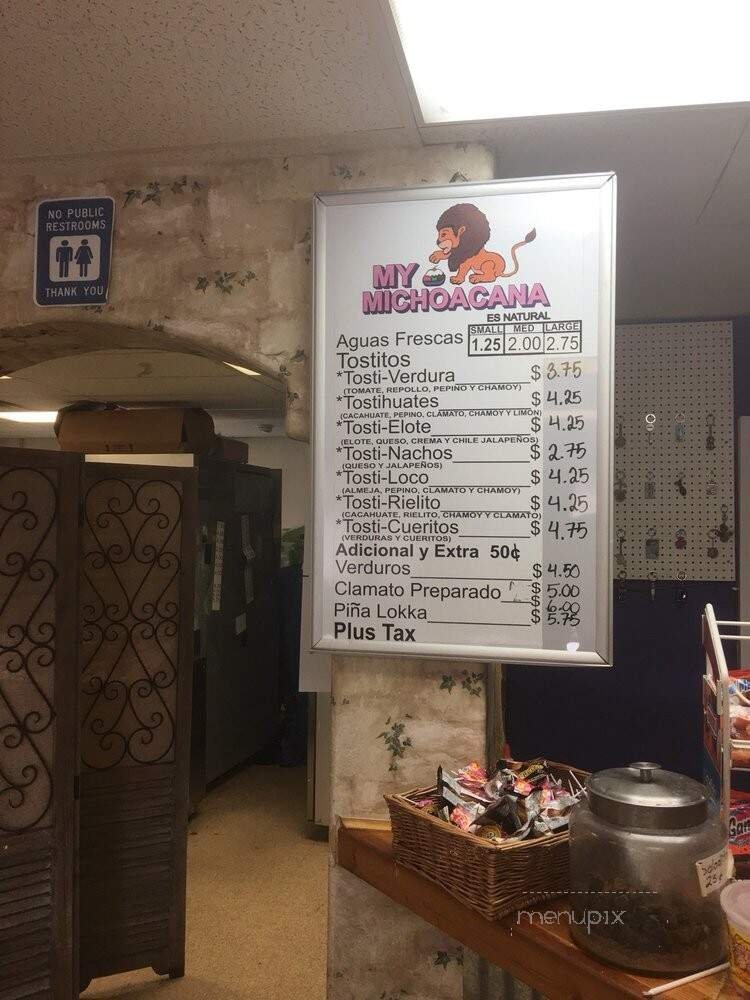 NO PUBLIC
RESTROOMS
THANK YOU
MY
MICHOACANA
ES NATURAL
SMALL MED LARGE
Aguas Frescas 1.25 2.00 2.75
Tostitos
*Tosti-Verdura $ 3.75
(TOMATE, REPOLLO, PEPINO Y CHAMOY)
*Tostihuates $ 4.25
(CACAHUATE, PEPINO, CLAMATO, CHAMOY Y LIMON)
*Tosti-Elote $ 4.25
(ELOTE, QUESO, CREMA Y CHILE JALAPEÑOS)
*Tosti-Nachos $ 2.75
(QUESO Y JALAPEÑOS)
*Tosti-Loco $ 4.25
(ALMEJA, PEPINO, CLAMATO Y CHAMOY)
*Tosti-Rielito $ 4.25
(CACAHUATE, RIELITO, CHAMOY Y CLAMATO)
*Tosti-Cueritos $ 4.75
(VERDURAS Y CUERITOS)
Adicional y Extra 50¢
Verduros $ 4.50
Clamato Preparado $ 5.00
$ 6.00
Piña Lokka $ 5.75
Plus Tax
25¢
menupix